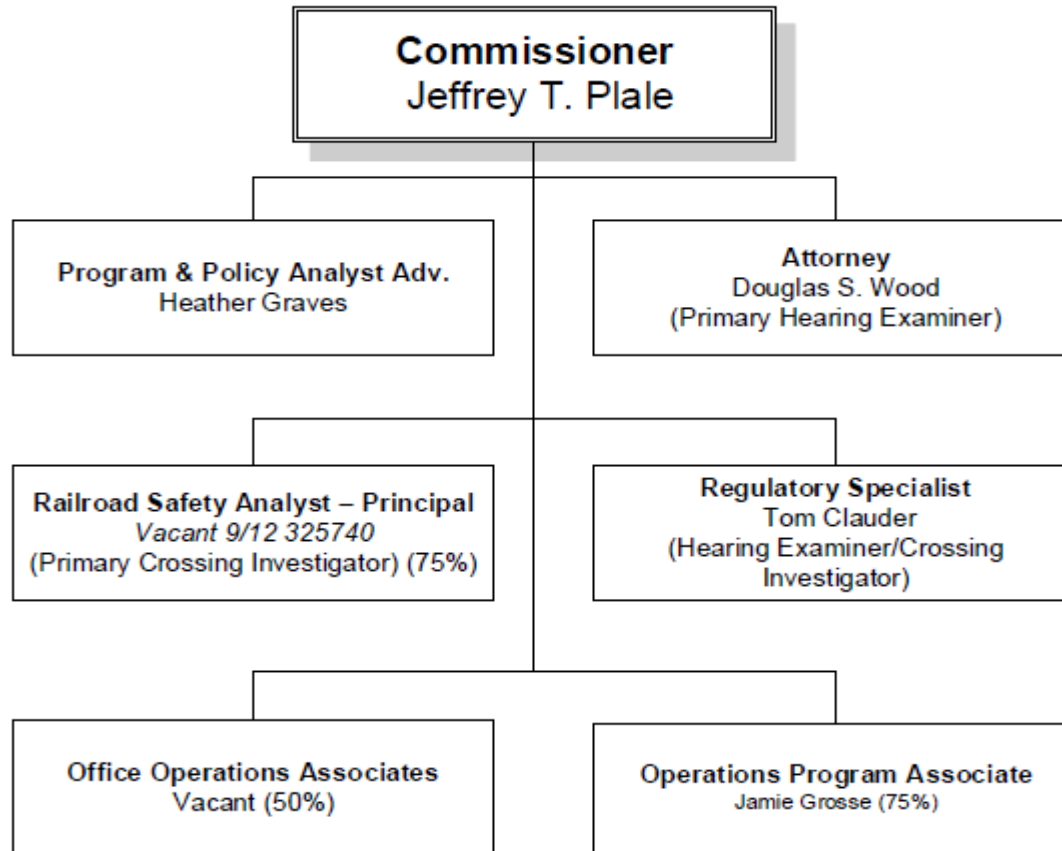 Commissioner
Jeffrey T. Plale
Program & Policy Analyst Adv.
Heather Graves
Attorney
Douglas S. Wood
(Primary Hearing Examiner)
Railroad Safety Analyst – Principal
Vacant 9/12 325740
(Primary Crossing Investigator) (75%)
Regulatory Specialist
Tom Clauder
(Hearing Examiner/Crossing
Investigator)
Office Operations Associates
Vacant (50%)
Operations Program Associate
Jamie Grosse (75%)